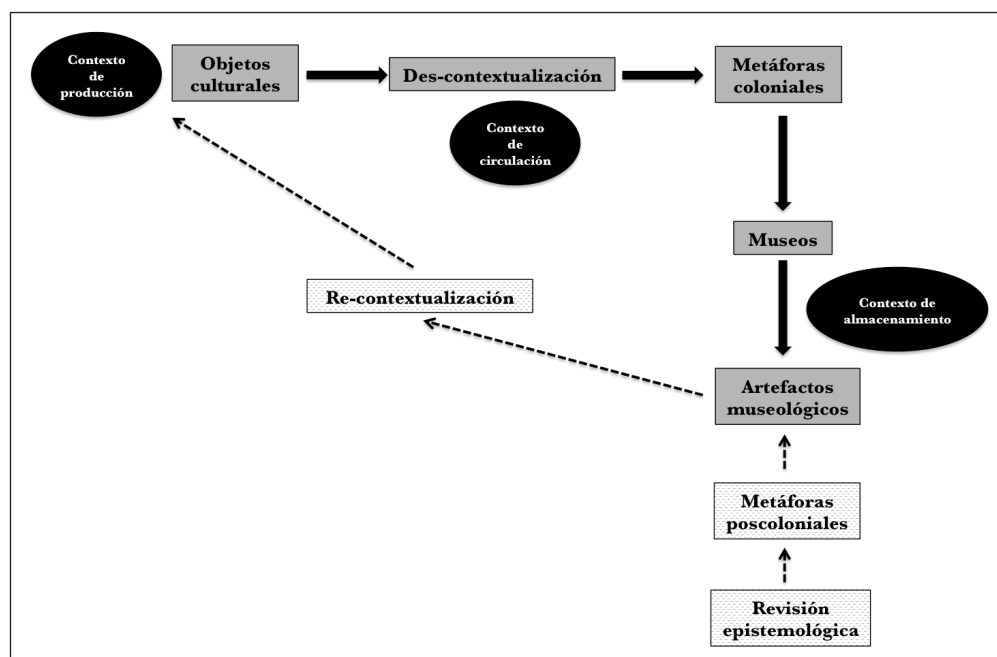 Contexto
de
producción
Objetos
culturales
Des-contextualización
Metáforas
coloniales
Contexto
de
circulación
Museos
Re-contextualización
Contexto de
almacenamiento
Artefactos
museológicos
Metáforas
poscoloniales
Revisión
epistemológica